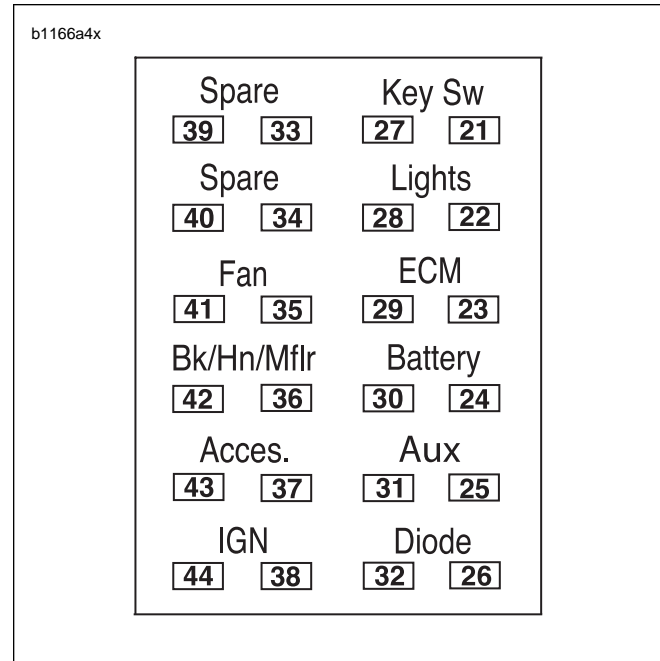 b1166a4x
Spare Key Sw
39 33 27 21
Spare Lights
40 34 28 22
Fan ECM
41 35 29 23
Bk/Hn/Mflr Battery
42 36 30 24
Acces. Aux
43 37 31 25
IGN Diode
44 38 32 26